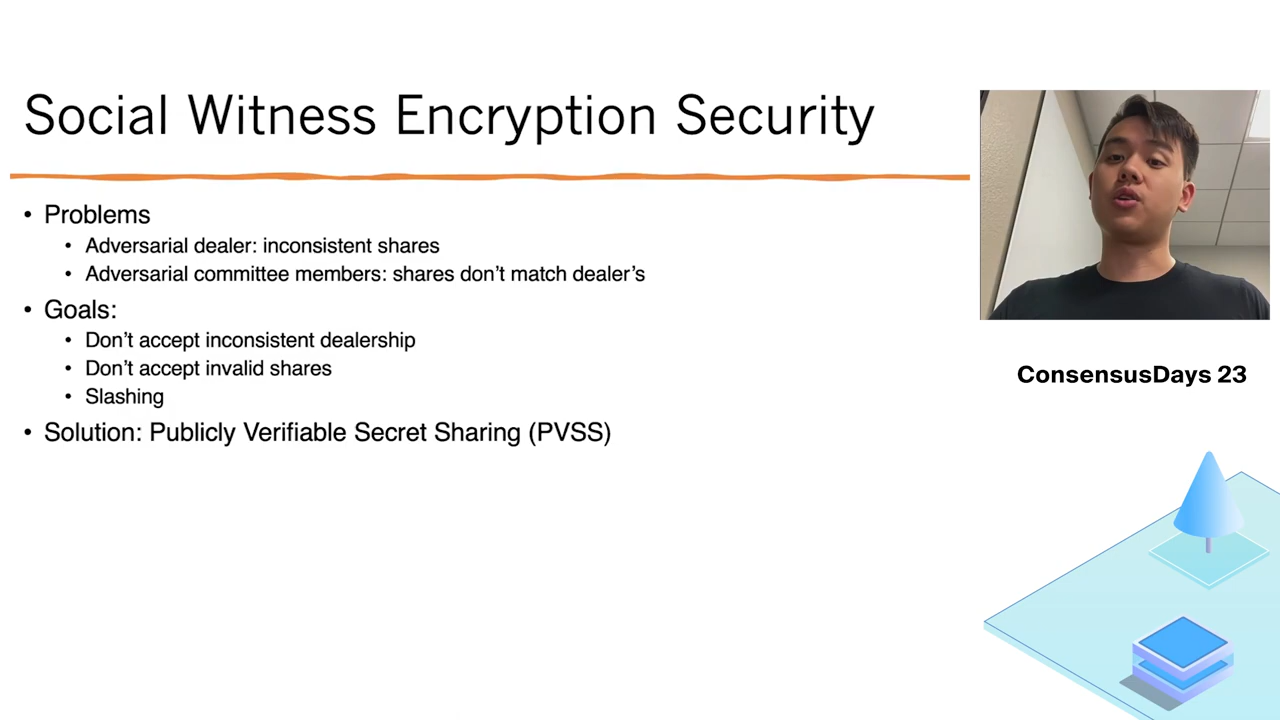 Social Witness Encryption Security
• Problems
• Adversarial dealer: inconsistent shares
• Adversarial committee members: shares don’t match dealer’s
• Goals:
• Don’t accept inconsistent dealership
• Don’t accept invalid shares
• Slashing
• Solution: Publicly Verifiable Secret Sharing (PVSS)
ConsensusDays 23